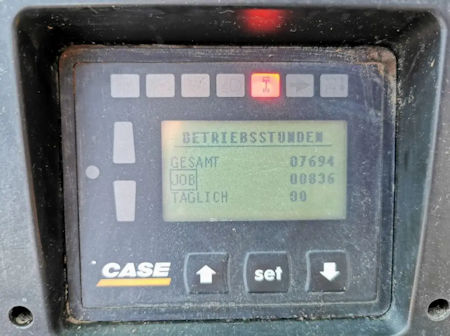 BETRIEBSSTUNDEN
GESAMT 07694
JOB 00836
TÄGLICH 00
CASE
set